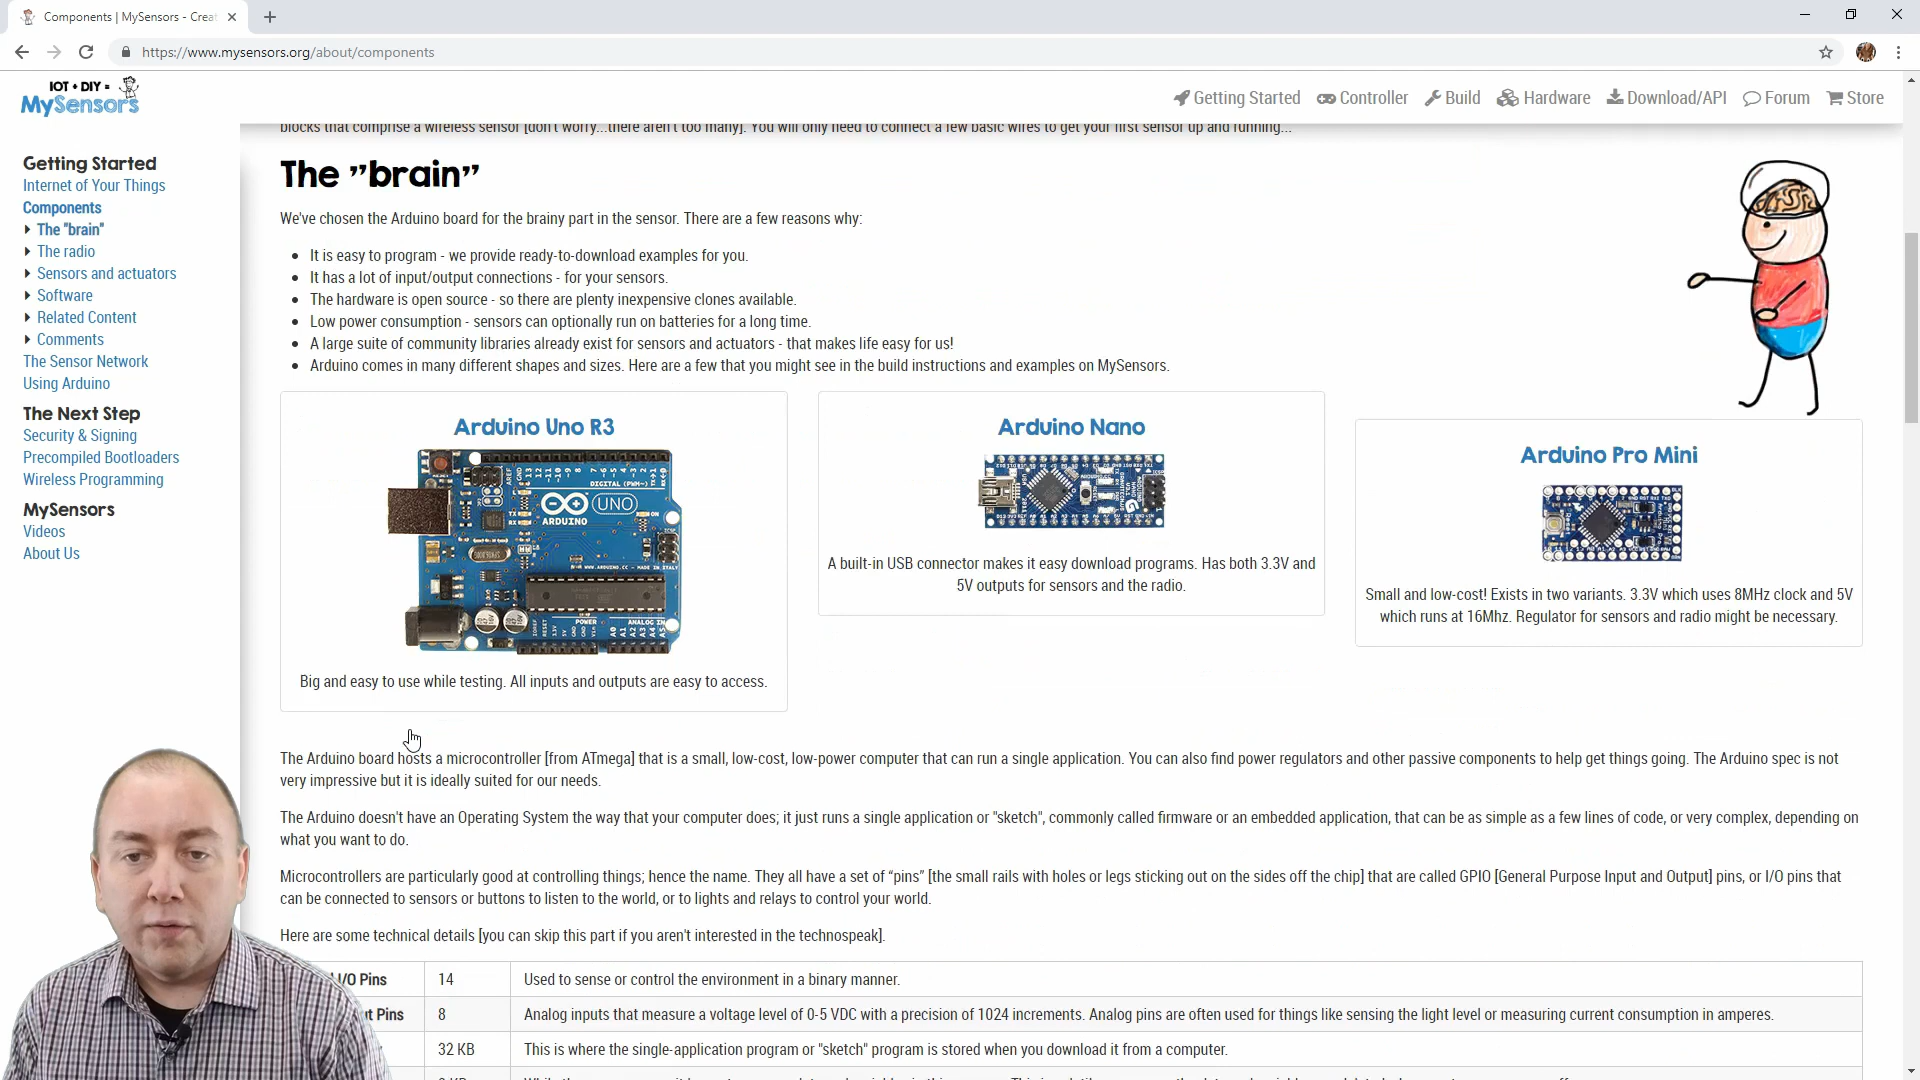 Components | MySensors - Creat
https://www.mysensors.org/about/components
IOT + DIY =
MySensors
Getting Started
Controller
Build
Hardware
Download/API
Forum
Store
Getting Started
Internet of Your Things
Components
The "brain"
The radio
Sensors and actuators
Software
Related Content
Comments
The Sensor Network
Using Arduino
The Next Step
Security & Signing
Precompiled Bootloaders
Wireless Programming
MySensors
Videos
About Us
blocks that comprise a wireless sensor [don't worry...there aren't too many]. You will only need to connect a few basic wires to get your first sensor up and running...
The "brain"
We've chosen the Arduino board for the brainy part in the sensor. There are a few reasons why:
It is easy to program - we provide ready-to-download examples for you.
It has a lot of input/output connections - for your sensors.
The hardware is open source - so there are plenty inexpensive clones available.
Low power consumption - sensors can optionally run on batteries for a long time.
A large suite of community libraries already exist for sensors and actuators - that makes life easy for us!
Arduino comes in many different shapes and sizes. Here are a few that you might see in the build instructions and examples on MySensors.
Arduino Uno R3
DIGITAL (PWM~)
UNO
ARDUINO
TX
RX
ON
POWER
ANALOG IN
Big and easy to use while testing. All inputs and outputs are easy to access.
Arduino Nano
A built-in USB connector makes it easy download programs. Has both 3.3V and
5V outputs for sensors and the radio.
Arduino Pro Mini
Small and low-cost! Exists in two variants. 3.3V which uses 8MHz clock and 5V
which runs at 16Mhz. Regulator for sensors and radio might be necessary.
The Arduino board hosts a microcontroller [from ATmega] that is a small, low-cost, low-power computer that can run a single application. You can also find power regulators and other passive components to help get things going. The Arduino spec is not
very impressive but it is ideally suited for our needs.
The Arduino doesn't have an Operating System the way that your computer does; it just runs a single application or "sketch", commonly called firmware or an embedded application, that can be as simple as a few lines of code, or very complex, depending on
what you want to do.
Microcontrollers are particularly good at controlling things; hence the name. They all have a set of “pins” [the small rails with holes or legs sticking out on the sides off the chip] that are called GPIO [General Purpose Input and Output] pins, or I/O pins that
can be connected to sensors or buttons to listen to the world, or to lights and relays to control your world.
Here are some technical details [you can skip this part if you aren't interested in the technospeak].
I/O Pins 14 Used to sense or control the environment in a binary manner.
Pins 8 Analog inputs that measure a voltage level of 0-5 VDC with a precision of 1024 increments. Analog pins are often used for things like sensing the light level or measuring current consumption in amperes.
32 KB This is where the single-application program or "sketch" program is stored when you download it from a computer.